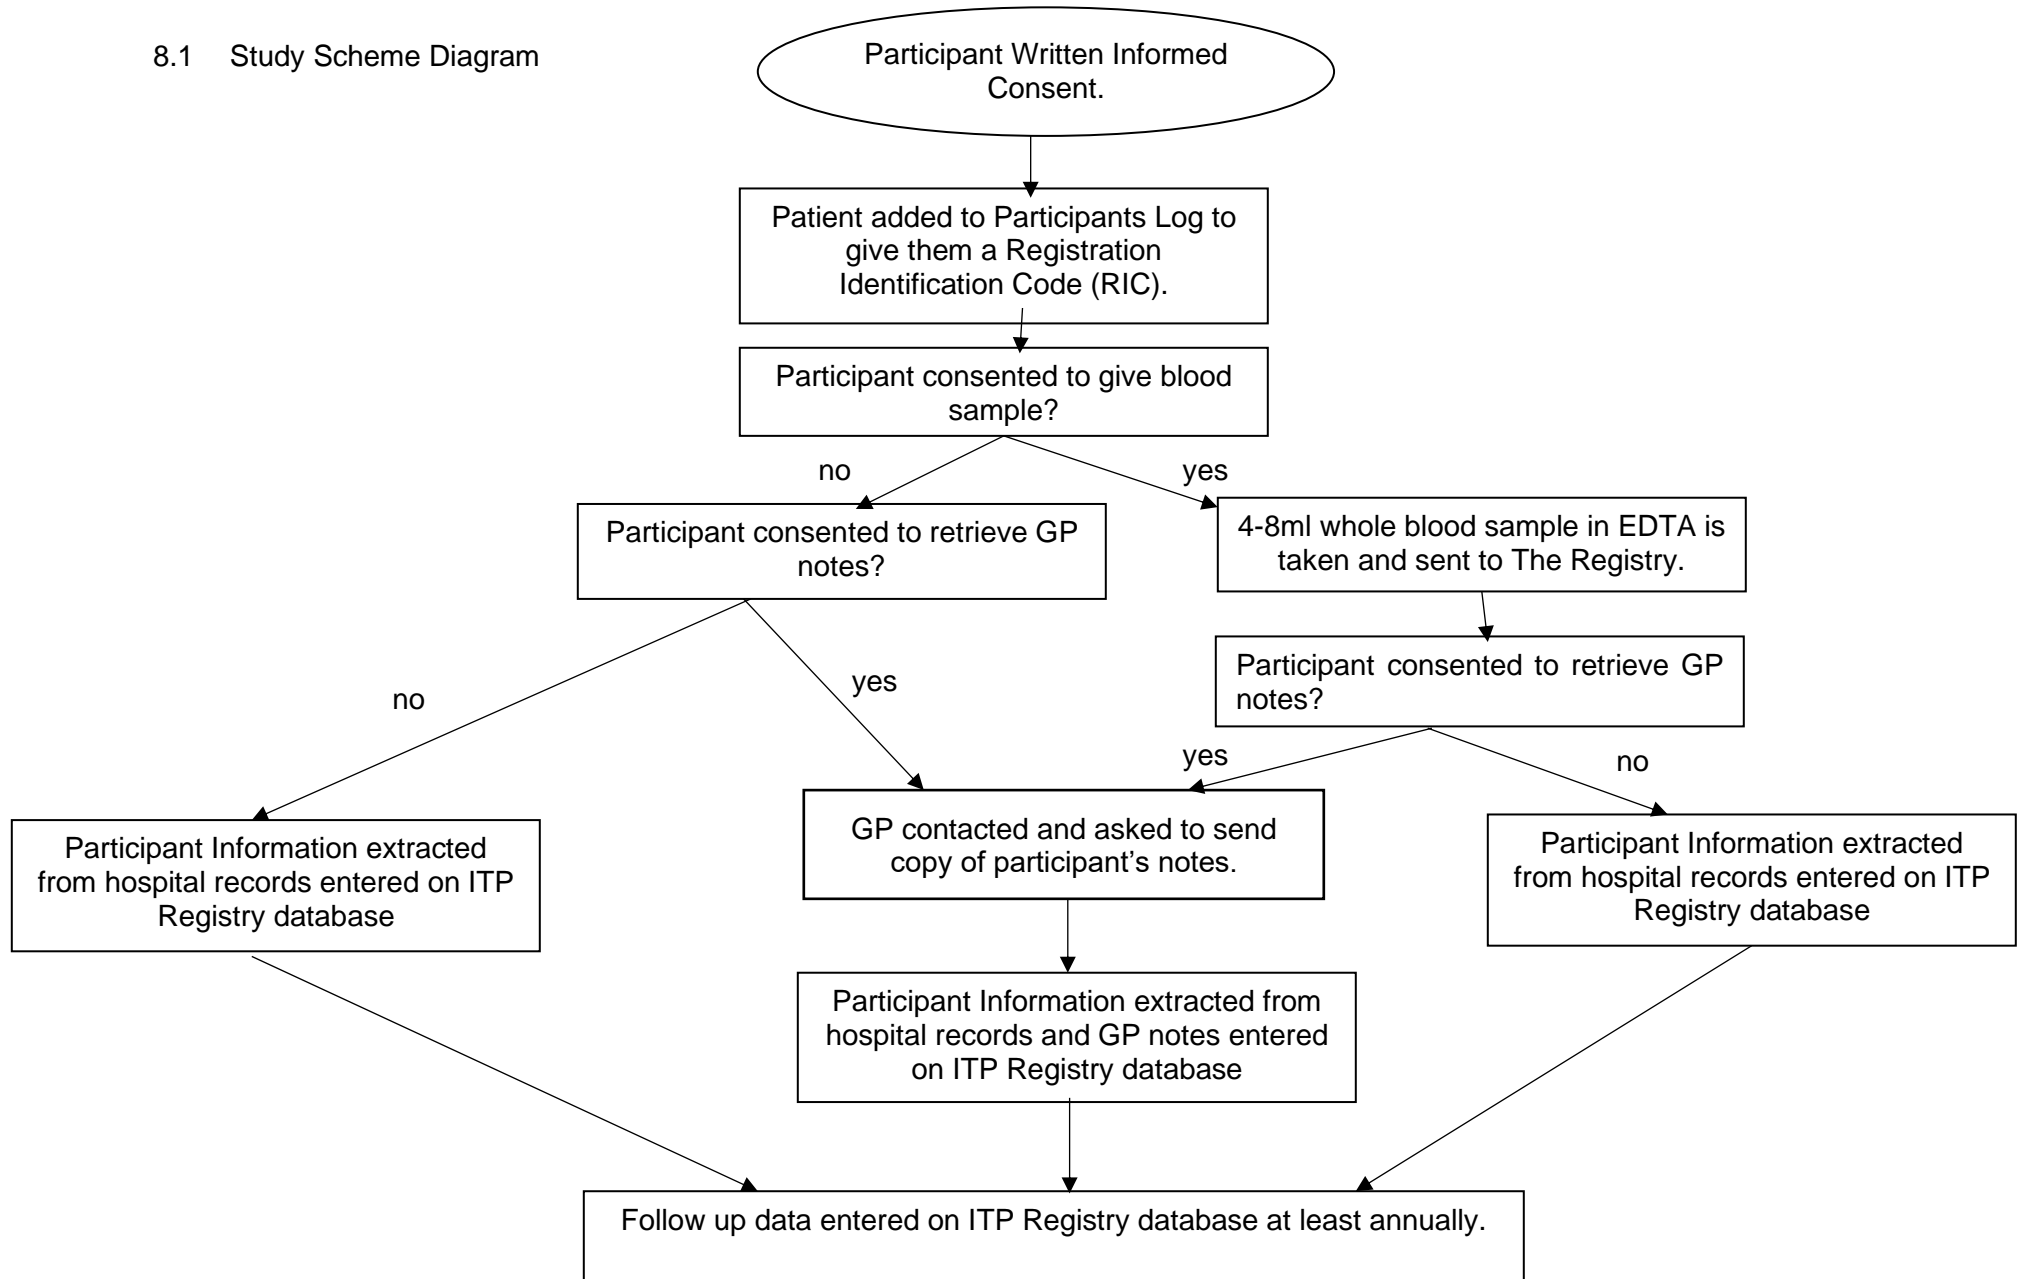 8.1 Study Scheme Diagram
Participant Written Informed
Consent.
Patient added to Participants Log to
give them a Registration
Identification Code (RIC).
Participant consented to give blood
sample?
no
yes
Participant consented to retrieve GP
notes?
4-8ml whole blood sample in EDTA is
taken and sent to The Registry.
Participant consented to retrieve GP
notes?
no
yes
yes
no
Participant Information extracted
from hospital records entered on ITP
Registry database
GP contacted and asked to send
copy of participant’s notes.
Participant Information extracted
from hospital records entered on ITP
Registry database
Participant Information extracted from
hospital records and GP notes entered
on ITP Registry database
Follow up data entered on ITP Registry database at least annually.